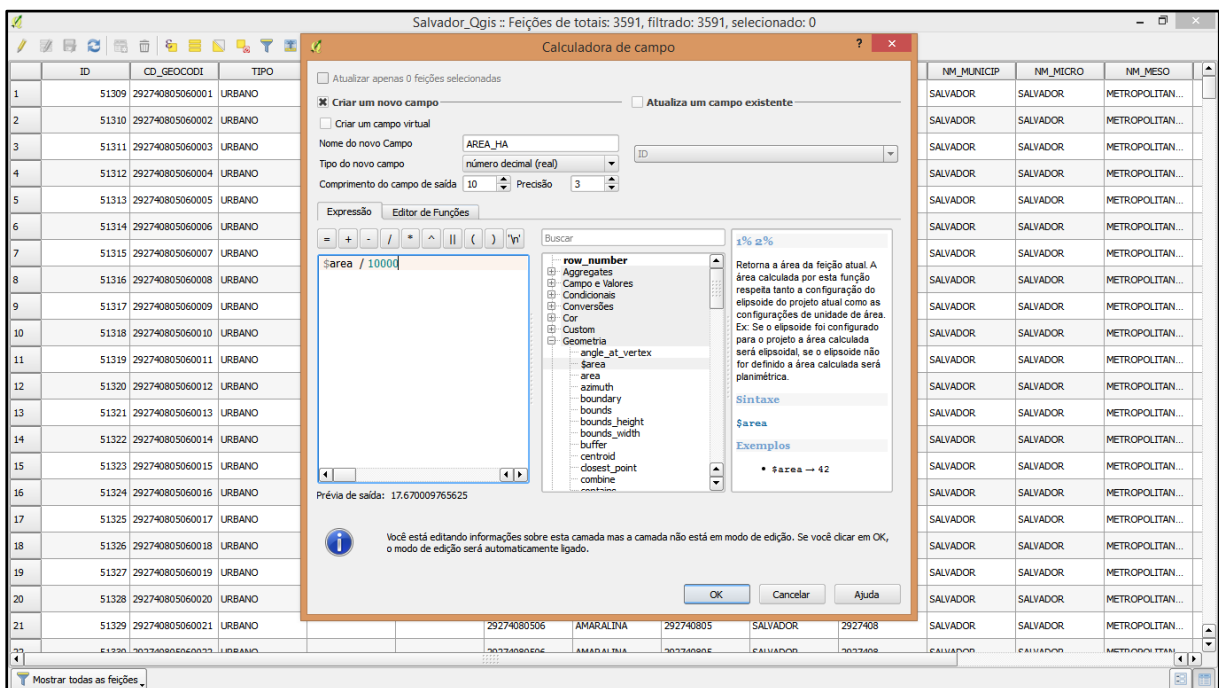 Salvador_Qgis :: Feições de totais: 3591, filtrado: 3591, selecionado: 0
Calculadora de campo
ID CD_GEOCODI TIPO NM_MUNICIP NM_MICRO NM_MESO
1 51309 292740805060001 URBANO SALVADOR SALVADOR METROPOLITAN...
2 51310 292740805060002 URBANO SALVADOR SALVADOR METROPOLITAN...
3 51311 292740805060003 URBANO SALVADOR SALVADOR METROPOLITAN...
4 51312 292740805060004 URBANO SALVADOR SALVADOR METROPOLITAN...
5 51313 292740805060005 URBANO SALVADOR SALVADOR METROPOLITAN...
6 51314 292740805060006 URBANO SALVADOR SALVADOR METROPOLITAN...
7 51315 292740805060007 URBANO SALVADOR SALVADOR METROPOLITAN...
8 51316 292740805060008 URBANO SALVADOR SALVADOR METROPOLITAN...
9 51317 292740805060009 URBANO SALVADOR SALVADOR METROPOLITAN...
10 51318 292740805060010 URBANO SALVADOR SALVADOR METROPOLITAN...
11 51319 292740805060011 URBANO SALVADOR SALVADOR METROPOLITAN...
12 51320 292740805060012 URBANO SALVADOR SALVADOR METROPOLITAN...
13 51321 292740805060013 URBANO SALVADOR SALVADOR METROPOLITAN...
14 51322 292740805060014 URBANO SALVADOR SALVADOR METROPOLITAN...
15 51323 292740805060015 URBANO SALVADOR SALVADOR METROPOLITAN...
16 51324 292740805060016 URBANO SALVADOR SALVADOR METROPOLITAN...
17 51325 292740805060017 URBANO SALVADOR SALVADOR METROPOLITAN...
18 51326 292740805060018 URBANO SALVADOR SALVADOR METROPOLITAN...
19 51327 292740805060019 URBANO SALVADOR SALVADOR METROPOLITAN...
20 51328 292740805060020 URBANO SALVADOR SALVADOR METROPOLITAN...
21 51329 292740805060021 URBANO 29274080506 AMARALINA 292740805 SALVADOR 2927408 SALVADOR SALVADOR METROPOLITAN...
22 51330 292740805060022 URBANO 29274080506 AMARALINA 292740805 SALVADOR 2927408 SALVADOR SALVADOR METROPOLITAN...
Mostrar todas as feições
Atualizar apenas 0 feições selecionadas
Criar um novo campo
Atualiza um campo existente
Criar um campo virtual
Nome do novo Campo AREA_HA
ID
Tipo do novo campo número decimal (real)
Comprimento do campo de saída 10 Precisão 3
Expressão Editor de Funções
= + - / * ^ || ( ) '\n'
Buscar
$area / 10000
row_number
Aggregates
Campo e Valores
Condicionais
Conversões
Cor
Custom
Geometria
angle_at_vertex
$area
area
azimuth
boundary
bounds
bounds_height
bounds_width
buffer
centroid
closest_point
combine
contains
1% 2%
Retorna a área da feição atual. A
área calculada por esta função
respeita tanto a configuração do
elipsoide do projeto atual como as
configurações de unidade de área.
Ex: Se o elipsoide foi configurado
para o projeto a área calculada
será elipsoidal, se o elipsoide não
for definido a área calculada será
planimétrica.
Sintaxe
$area
Exemplos
$area → 42
Prévia de saída: 17.670009765625
Você está editando informações sobre esta camada mas a camada não está em modo de edição. Se você clicar em OK,
o modo de edição será automaticamente ligado.
OK Cancelar Ajuda